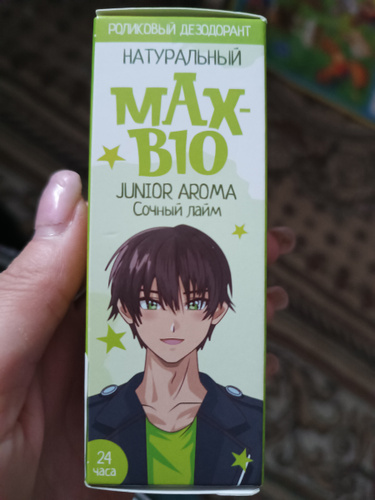 РОЛИКОВЫЙ ДЕЗОДОРАНТ
НАТУРАЛЬНЫЙ
MAX-
BIO
JUNIOR AROMA
Сочный лайм
24
часа